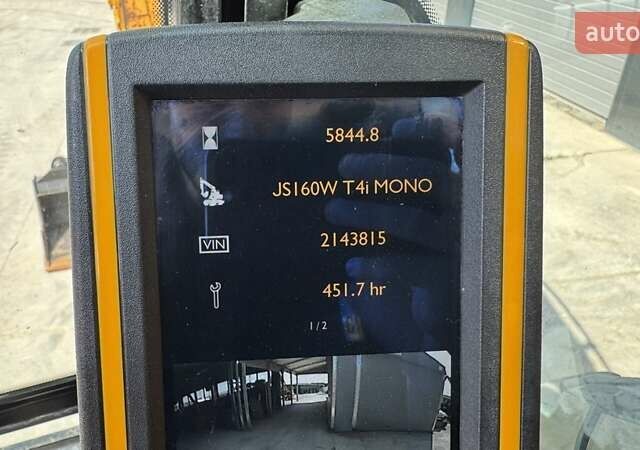 auto
5844.8
JS160W T4i MONO
VIN
2143815
451.7 hr
1/2